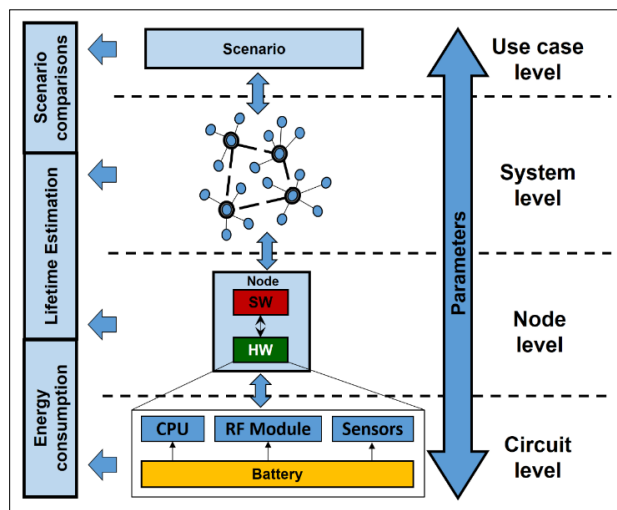 Scenario
comparisons
Lifetime Estimation
Energy
consumption
Scenario
Node
SW
HW
CPU
RF Module
Sensors
Battery
Parameters
Use case
level
System
level
Node
level
Circuit
level